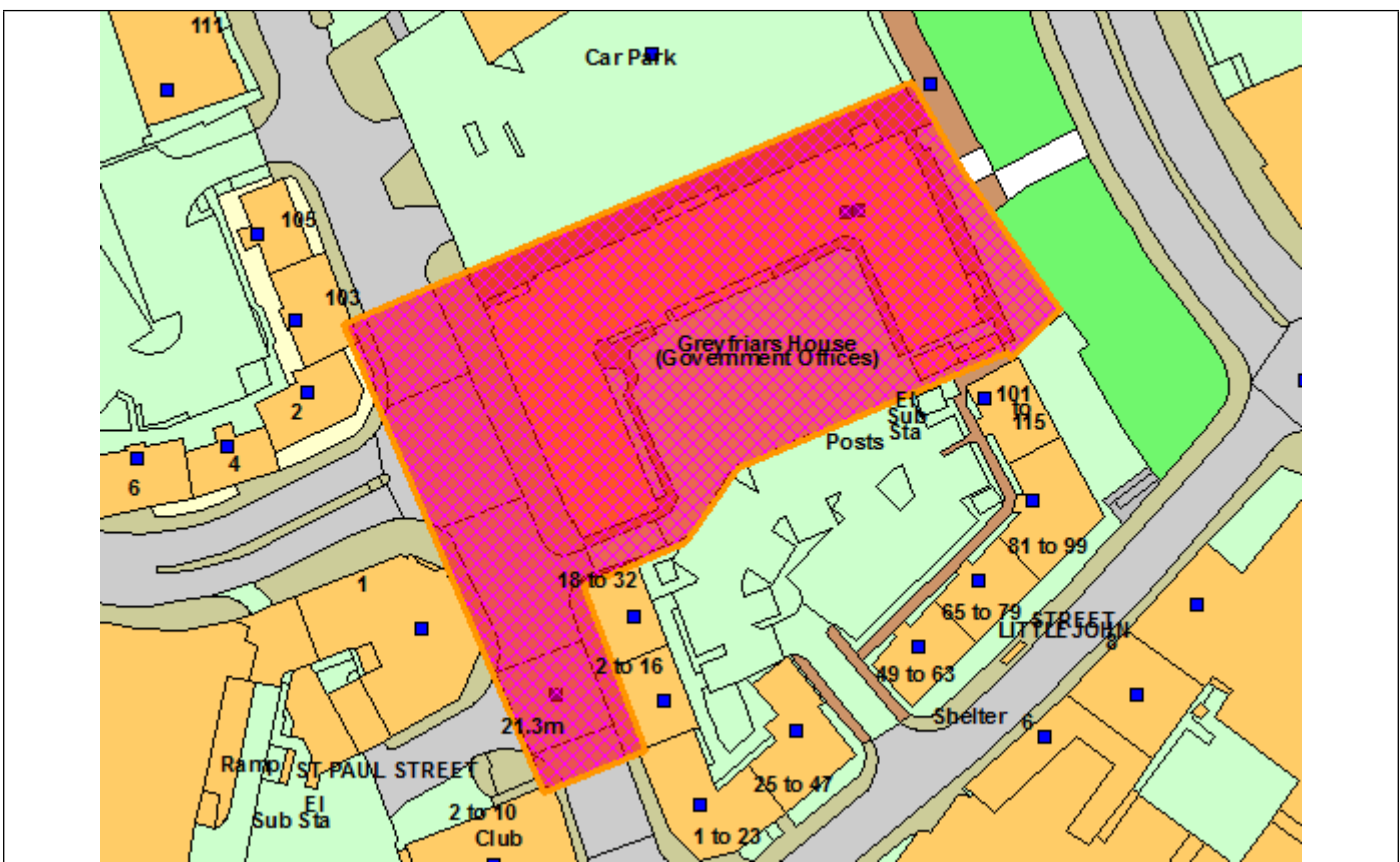 111
Car Park
105
103
2
4
6
Greyfriars House
(Government Offices)
El
Sub
Sta
Posts
101
to
115
81 to 99
65 to 79
STREET
LITTLEJOHN
8
49 to 63
Shelter
6
1
18 to 32
2 to 16
21.3m
25 to 47
1 to 23
Ramp
ST PAUL STREET
El
Sub Sta
2 to 10
Club